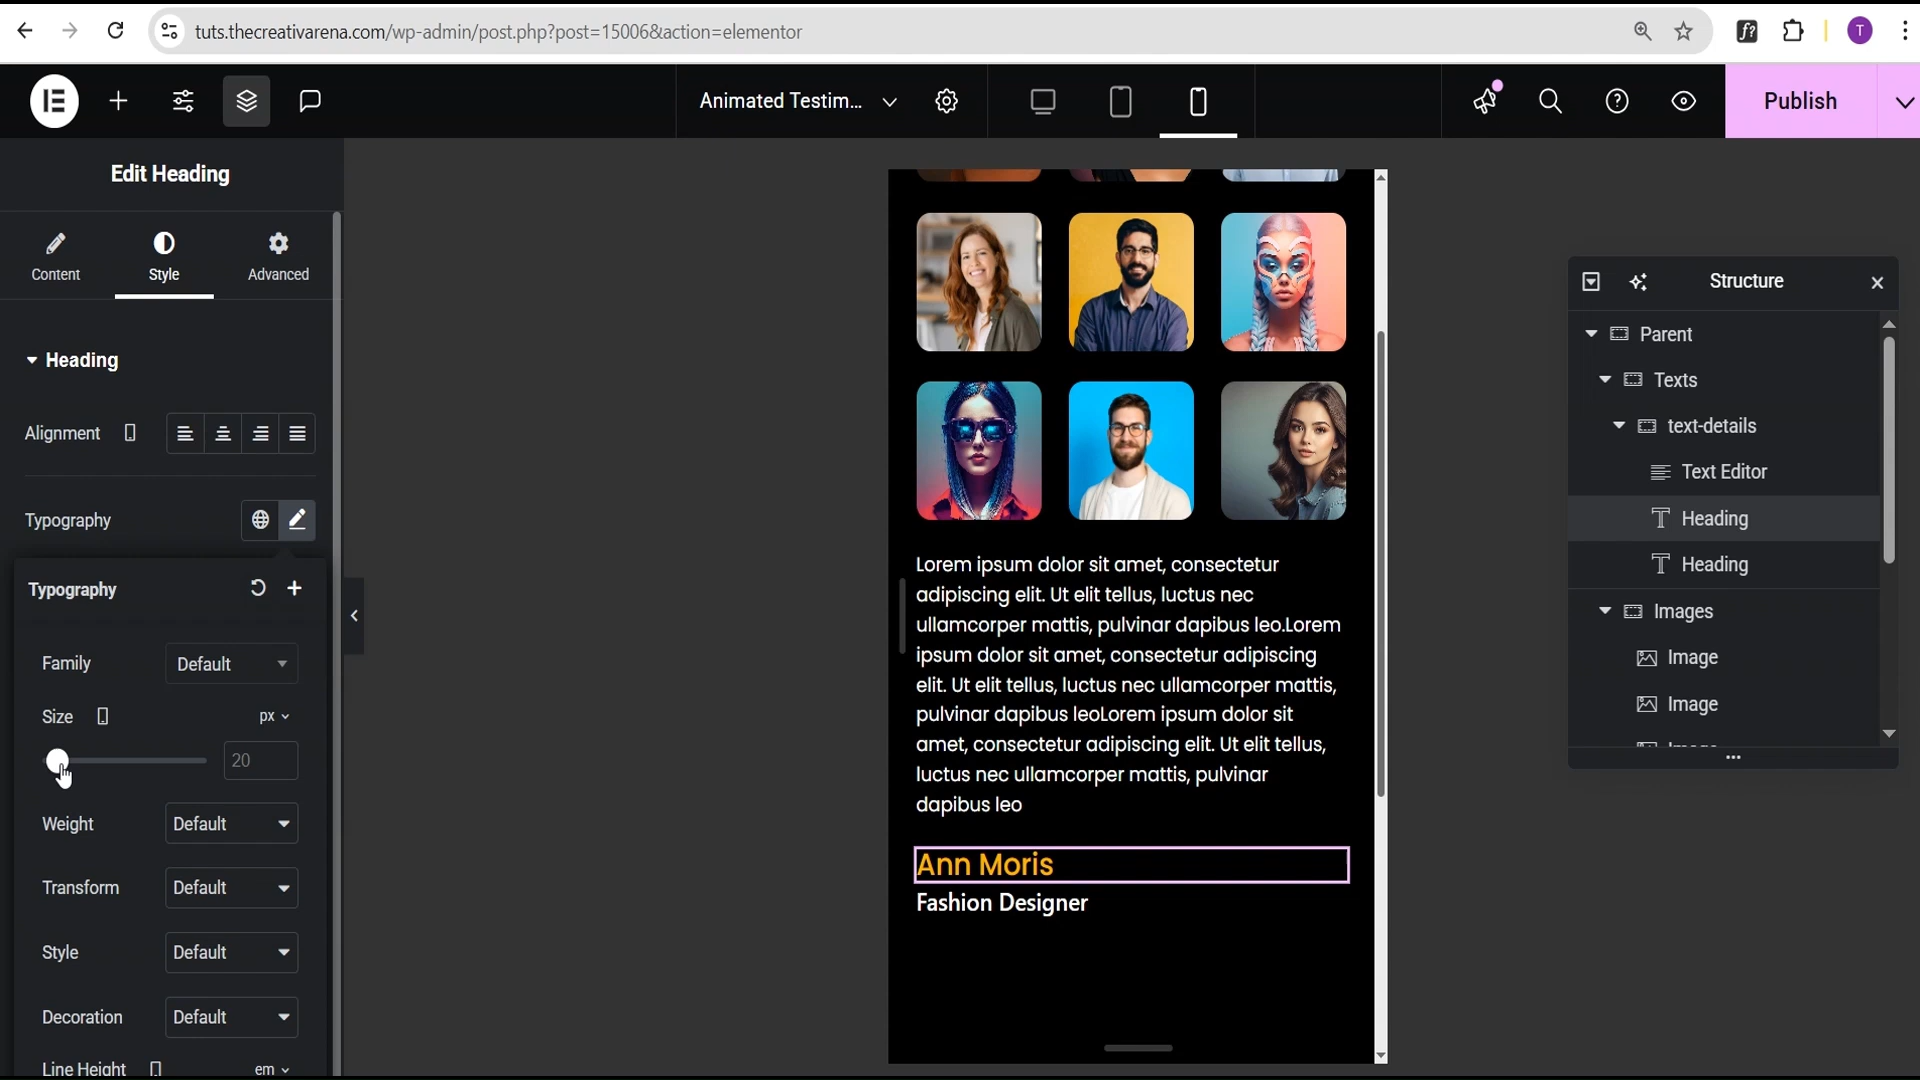 tuts.thecreativarena.com/wp-admin/post.php?post=15006&action=elementor
f?
T
Animated Testim...
Publish
Edit Heading
Content
Style
Advanced
Heading
Alignment
Typography
Typography
Family
Default
Size
px
20
Weight
Default
Transform
Default
Style
Default
Decoration
Default
Line Height
em
Lorem ipsum dolor sit amet, consectetur
adipiscing elit. Ut elit tellus, luctus nec
ullamcorper mattis, pulvinar dapibus leo.Lorem
ipsum dolor sit amet, consectetur adipiscing
elit. Ut elit tellus, luctus nec ullamcorper mattis,
pulvinar dapibus leoLorem ipsum dolor sit
amet, consectetur adipiscing elit. Ut elit tellus,
luctus nec ullamcorper mattis, pulvinar
dapibus leo
Ann Moris
Fashion Designer
Structure
Parent
Texts
text-details
Text Editor
Heading
Heading
Images
Image
Image